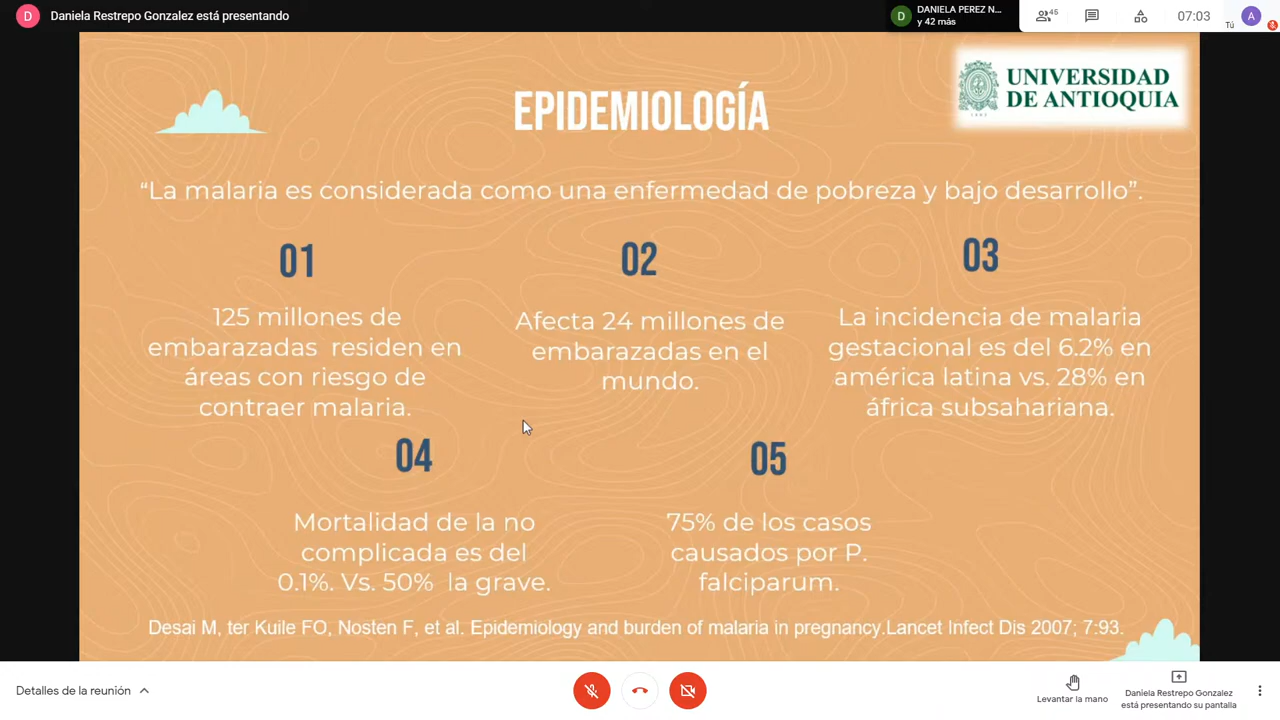 D
Daniela Restrepo Gonzalez está presentando
D
DANIELA PEREZ N...
y 42 más
45
07:03
Tú
A
UNIVERSIDAD
DE ANTIOQUIA
1803
EPIDEMIOLOGÍA
“La malaria es considerada como una enfermedad de pobreza y bajo desarrollo”.
01
125 millones de
embarazadas residen en
áreas con riesgo de
contraer malaria.
02
Afecta 24 millones de
embarazadas en el
mundo.
03
La incidencia de malaria
gestacional es del 6.2% en
américa latina vs. 28% en
áfrica subsahariana.
04
Mortalidad de la no
complicada es del
0.1%. Vs. 50% la grave.
05
75% de los casos
causados por P.
falciparum.
Desai M, ter Kuile FO, Nosten F, et al. Epidemiology and burden of malaria in pregnancy.Lancet Infect Dis 2007; 7:93.
Detalles de la reunión
Levantar la mano
Daniela Restrepo Gonzalez
está presentando su pantalla